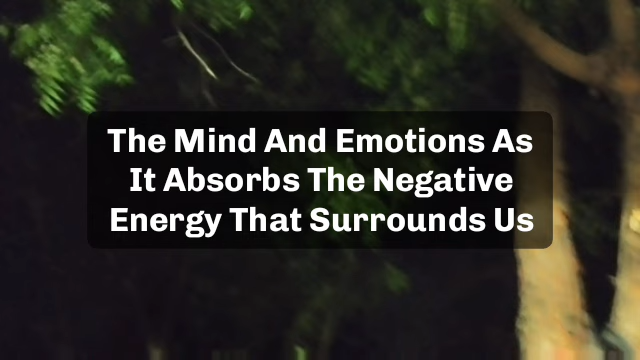 The Mind And Emotions As
It Absorbs The Negative
Energy That Surrounds Us